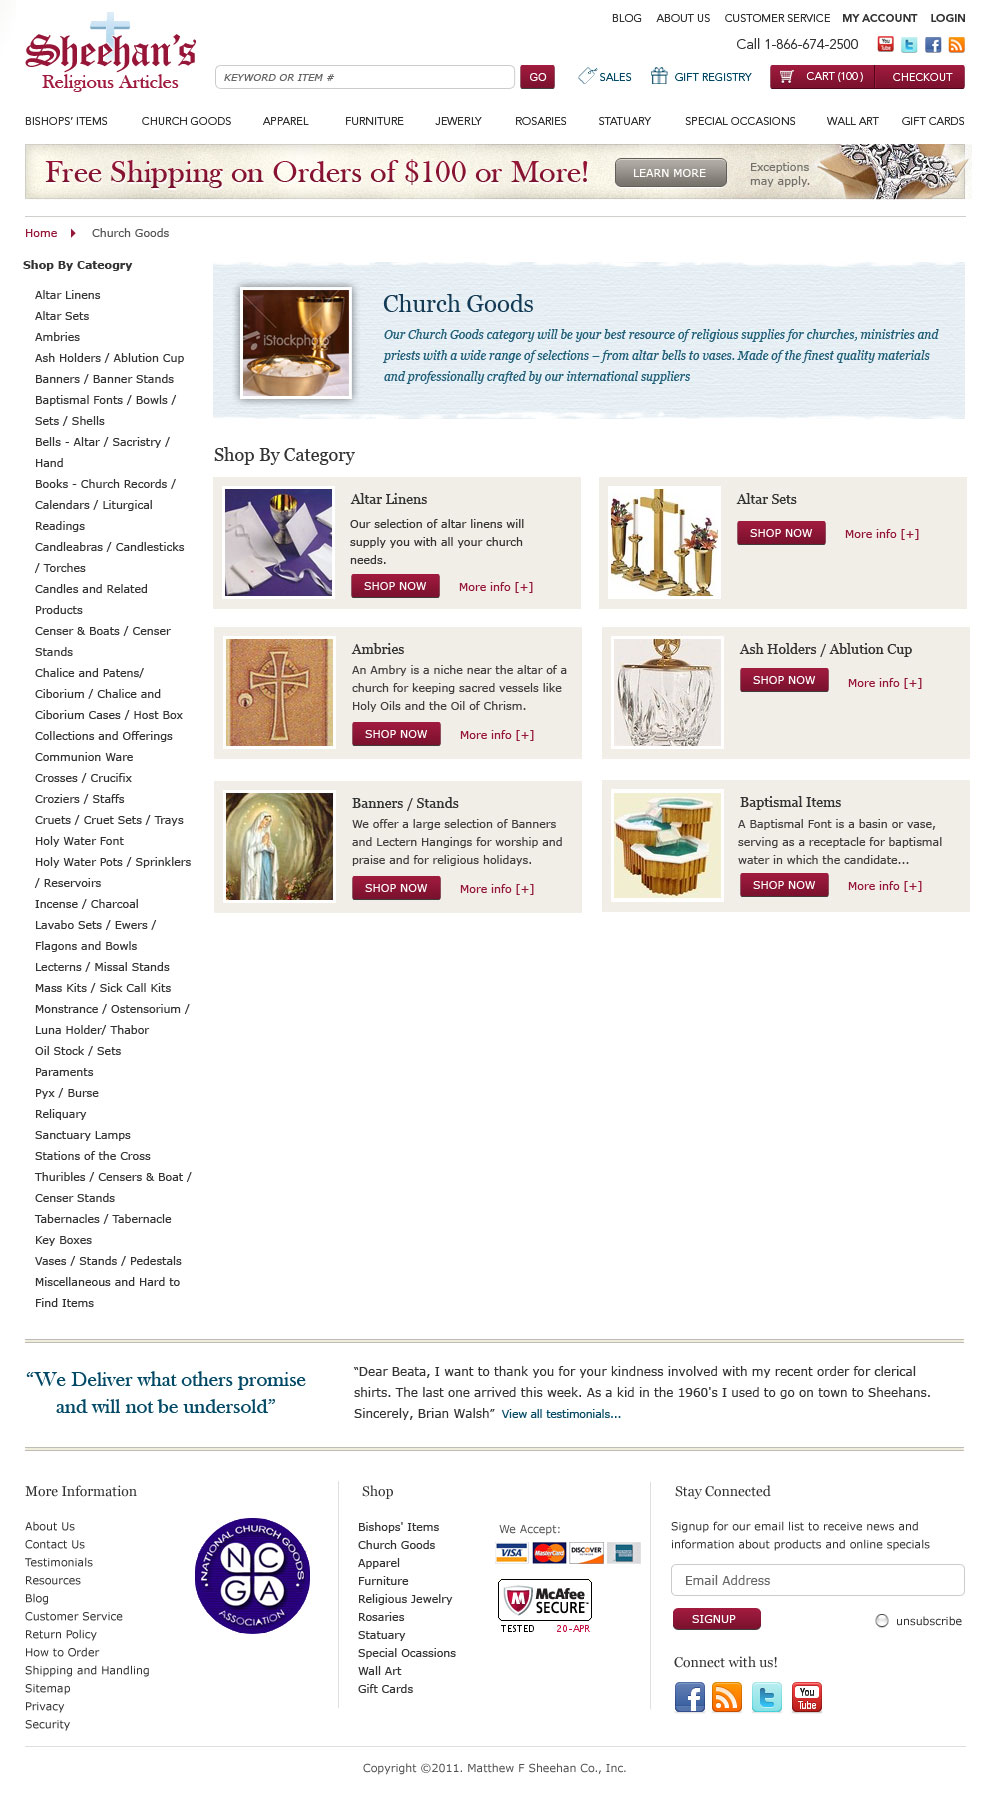 BLOG ABOUT US CUSTOMER SERVICE MY ACCOUNT LOGIN
Sheehan's
Religious Articles
Call 1-866-674-2500 You Tube t f
KEYWORD OR ITEM # GO SALES GIFT REGISTRY CART (100) CHECKOUT
BISHOPS' ITEMS CHURCH GOODS APPAREL FURNITURE JEWERLY ROSARIES STATUARY SPECIAL OCCASIONS WALL ART GIFT CARDS
Free Shipping on Orders of $100 or More! LEARN MORE
Exceptions
may apply.
Home Church Goods
Shop By Cateogry
Altar Linens
Altar Sets
Ambries
Ash Holders / Ablution Cup
Banners / Banner Stands
Baptismal Fonts / Bowls /
Sets / Shells
Bells - Altar / Sacristry /
Hand
Books - Church Records /
Calendars / Liturgical
Readings
Candleabras / Candlesticks
/ Torches
Candles and Related
Products
Censer & Boats / Censer
Stands
Chalice and Patens/
Ciborium / Chalice and
Ciborium Cases / Host Box
Collections and Offerings
Communion Ware
Crosses / Crucifix
Croziers / Staffs
Cruets / Cruet Sets / Trays
Holy Water Font
Holy Water Pots / Sprinklers
/ Reservoirs
Incense / Charcoal
Lavabo Sets / Ewers /
Flagons and Bowls
Lecterns / Missal Stands
Mass Kits / Sick Call Kits
Monstrance / Ostensorium /
Luna Holder/ Thabor
Oil Stock / Sets
Paraments
Pyx / Burse
Reliquary
Sanctuary Lamps
Stations of the Cross
Thuribles / Censers & Boat /
Censer Stands
Tabernacles / Tabernacle
Key Boxes
Vases / Stands / Pedestals
Miscellaneous and Hard to
Find Items
iStockphoto
Church Goods
Our Church Goods category will be your best resource of religious supplies for churches, ministries and
priests with a wide range of selections – from altar bells to vases. Made of the finest quality materials
and professionally crafted by our international suppliers
Shop By Category
Altar Linens
Our selection of altar linens will
supply you with all your church
needs.
SHOP NOW More info [+]
Altar Sets
SHOP NOW More info [+]
Ambries
An Ambry is a niche near the altar of a
church for keeping sacred vessels like
Holy Oils and the Oil of Chrism.
SHOP NOW More info [+]
Ash Holders / Ablution Cup
SHOP NOW More info [+]
Banners / Stands
We offer a large selection of Banners
and Lectern Hangings for worship and
praise and for religious holidays.
SHOP NOW More info [+]
Baptismal Items
A Baptismal Font is a basin or vase,
serving as a receptacle for baptismal
water in which the candidate...
SHOP NOW More info [+]
“We Deliver what others promise
and will not be undersold”
“Dear Beata, I want to thank you for your kindness involved with my recent order for clerical
shirts. The last one arrived this week. As a kid in the 1960's I used to go on town to Sheehans.
Sincerely, Brian Walsh” View all testimonials...
More Information
About Us
Contact Us
Testimonials
Resources
Blog
Customer Service
Return Policy
How to Order
Shipping and Handling
Sitemap
Privacy
Security
NATIONAL CHURCH GOODS
NC
GA
ASSOCIATION
Shop
Bishops' Items
Church Goods
Apparel
Furniture
Religious Jewelry
Rosaries
Statuary
Special Ocassions
Wall Art
Gift Cards
We Accept:
VISA MasterCard DISCOVER
McAfee
SECURE™
TESTED 20-APR
Stay Connected
Signup for our email list to receive news and
information about products and online specials
Email Address
SIGNUP unsubscribe
Connect with us!
f t You Tube
Copyright ©2011. Matthew F Sheehan Co., Inc.